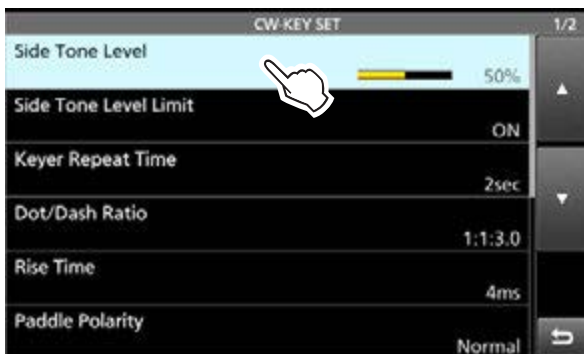 CW-KEY SET
1/2
Side Tone Level
50%
Side Tone Level Limit
ON
Keyer Repeat Time
2sec
Dot/Dash Ratio
1:1:3.0
Rise Time
4ms
Paddle Polarity
Normal